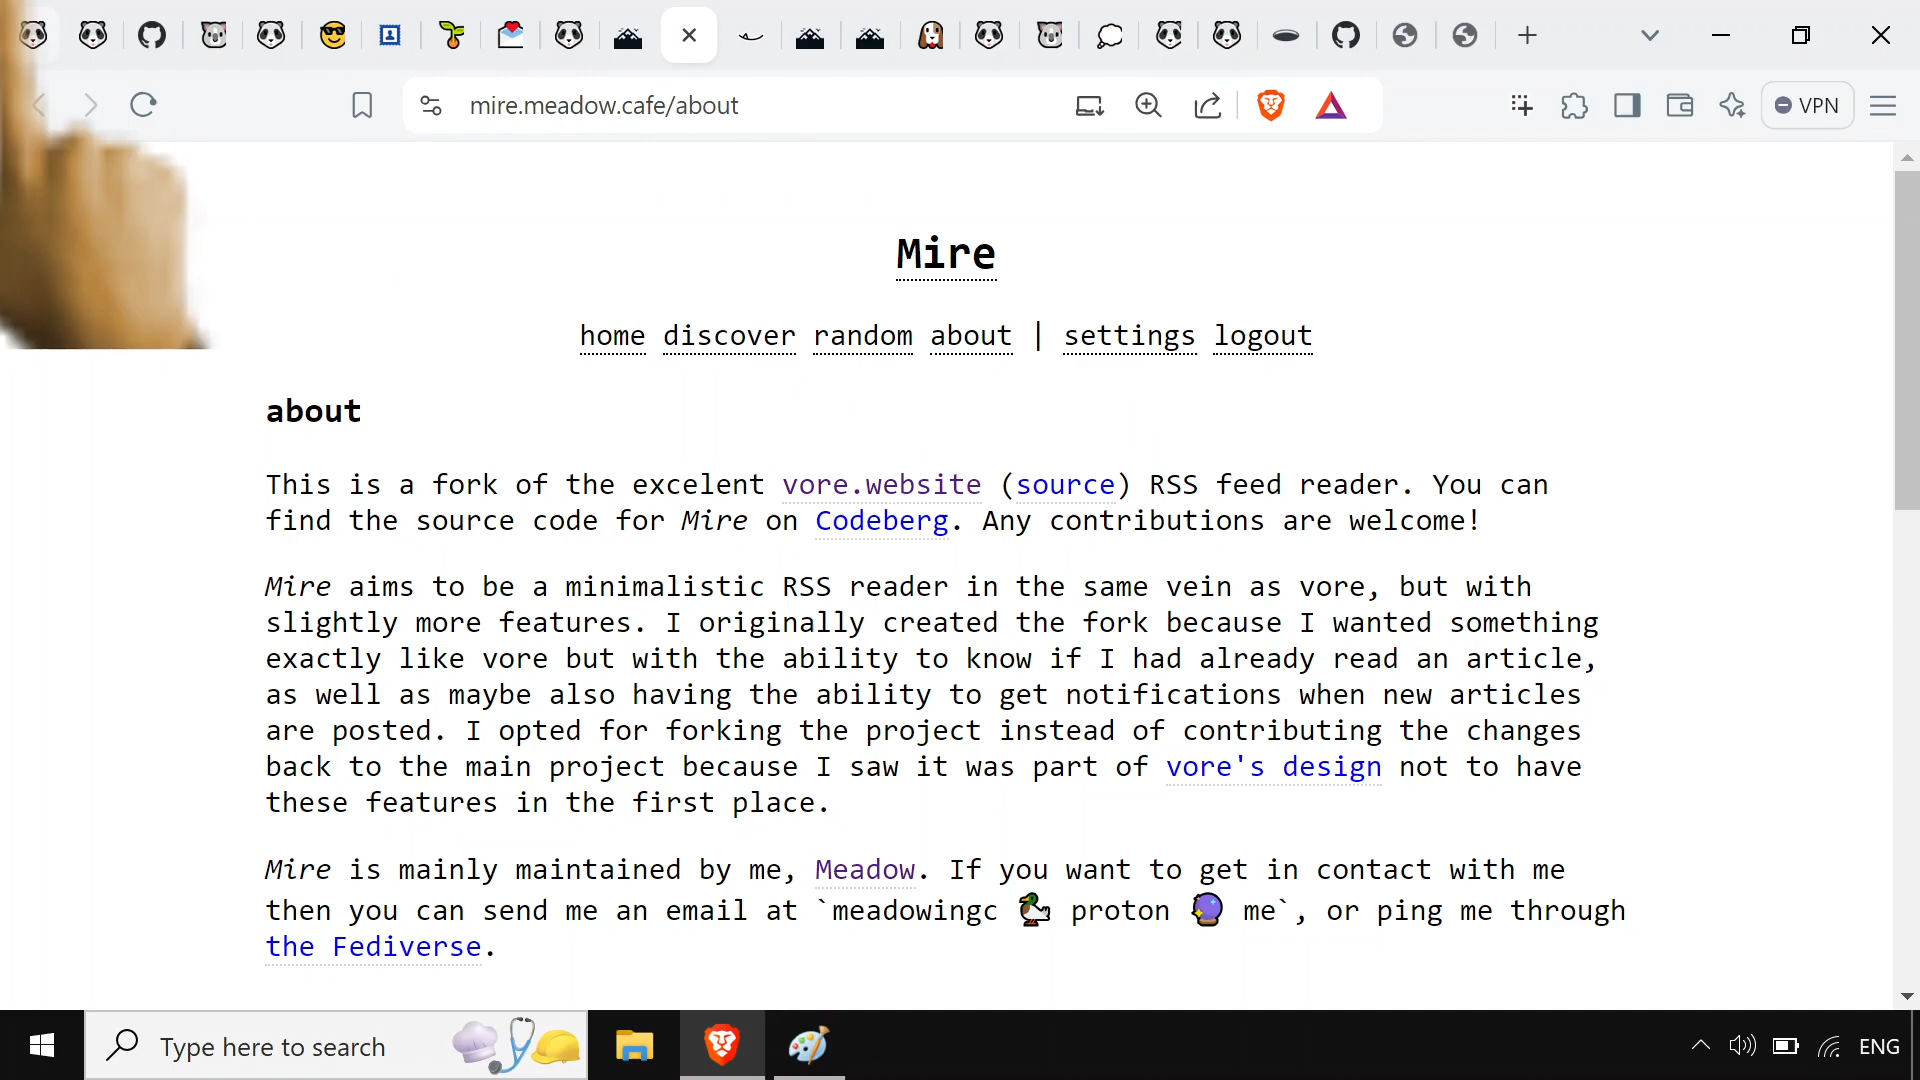 mire.meadow.cafe/about
VPN
Mire
home discover random about | settings logout
about
This is a fork of the excelent vore.website (source) RSS feed reader. You can
find the source code for Mire on Codeberg. Any contributions are welcome!
Mire aims to be a minimalistic RSS reader in the same vein as vore, but with
slightly more features. I originally created the fork because I wanted something
exactly like vore but with the ability to know if I had already read an article,
as well as maybe also having the ability to get notifications when new articles
are posted. I opted for forking the project instead of contributing the changes
back to the main project because I saw it was part of vore's design not to have
these features in the first place.
Mire is mainly maintained by me, Meadow. If you want to get in contact with me
then you can send me an email at `meadowingc 🦆 proton 🔮 me`, or ping me through
the Fediverse.
Type here to search
ENG